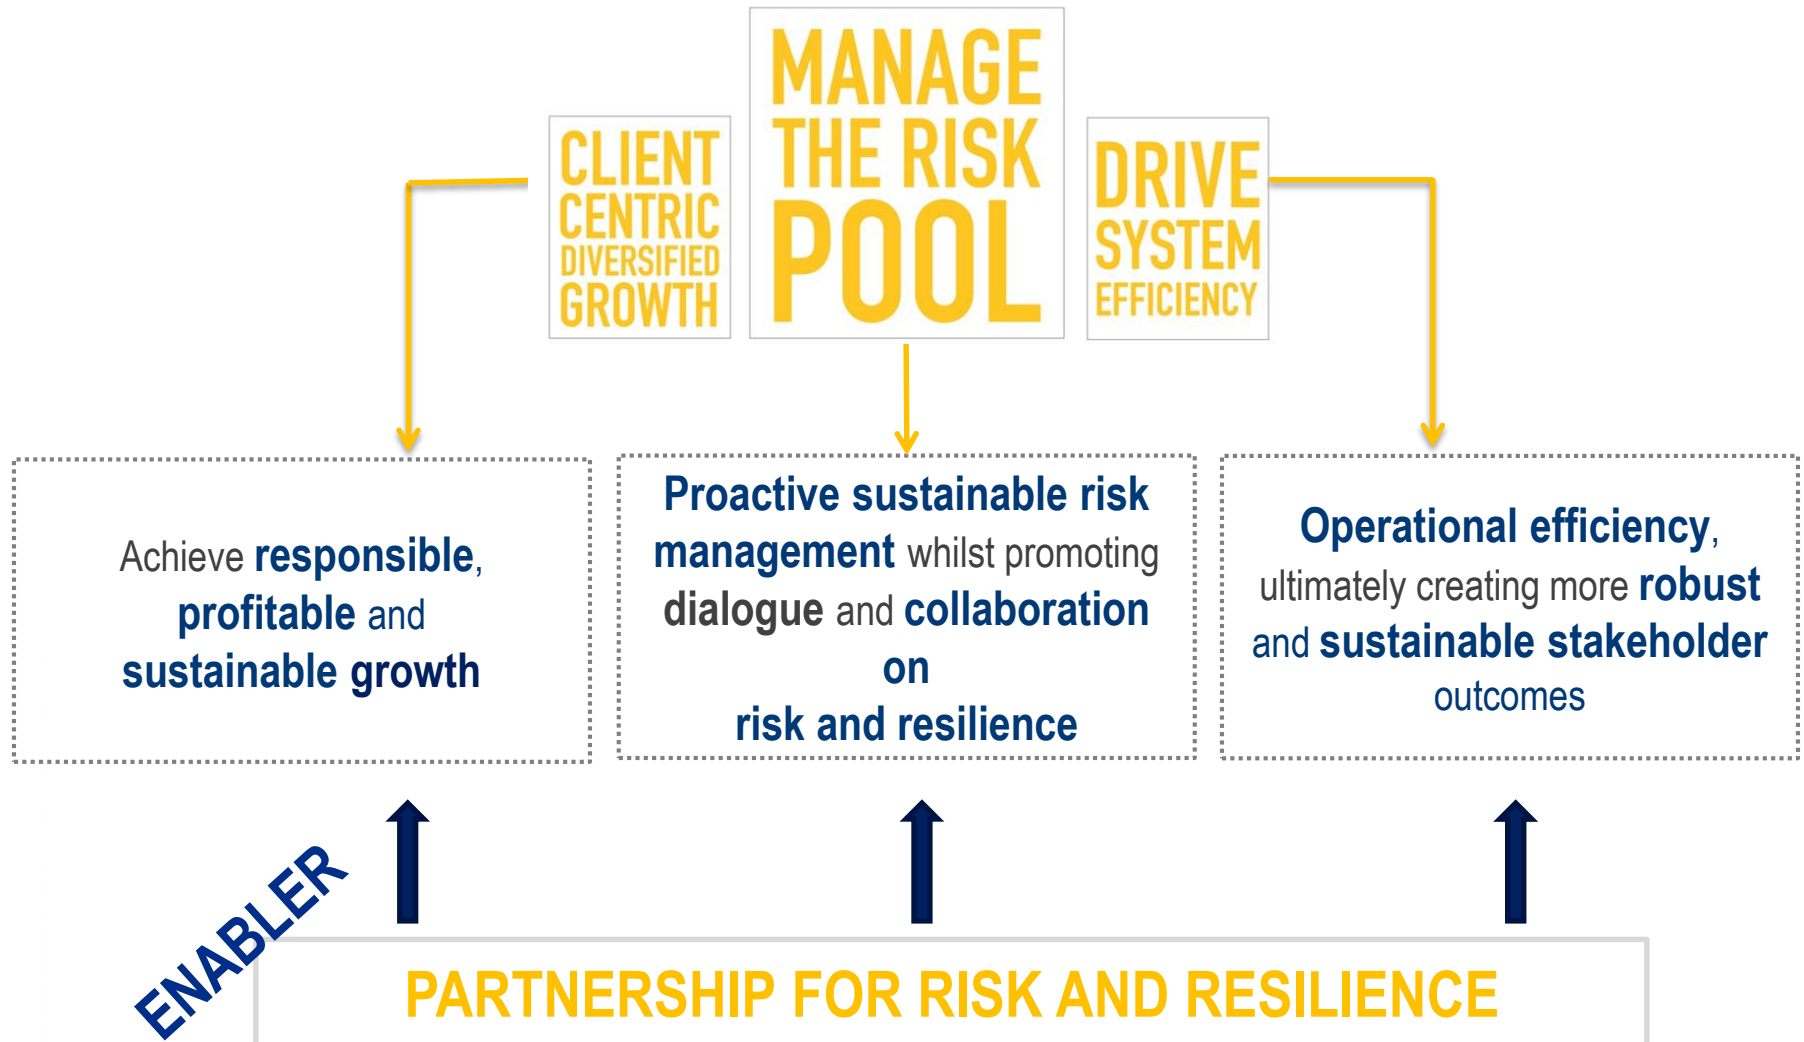 CLIENT
CENTRIC
DIVERSIFIED
GROWTH
MANAGE
THE RISK
POOL
DRIVE
SYSTEM
EFFICIENCY
Achieve responsible,
profitable and
sustainable growth
Proactive sustainable risk
management whilst promoting
dialogue and collaboration
on
risk and resilience
Operational efficiency,
ultimately creating more robust
and sustainable stakeholder
outcomes
ENABLER
PARTNERSHIP FOR RISK AND RESILIENCE